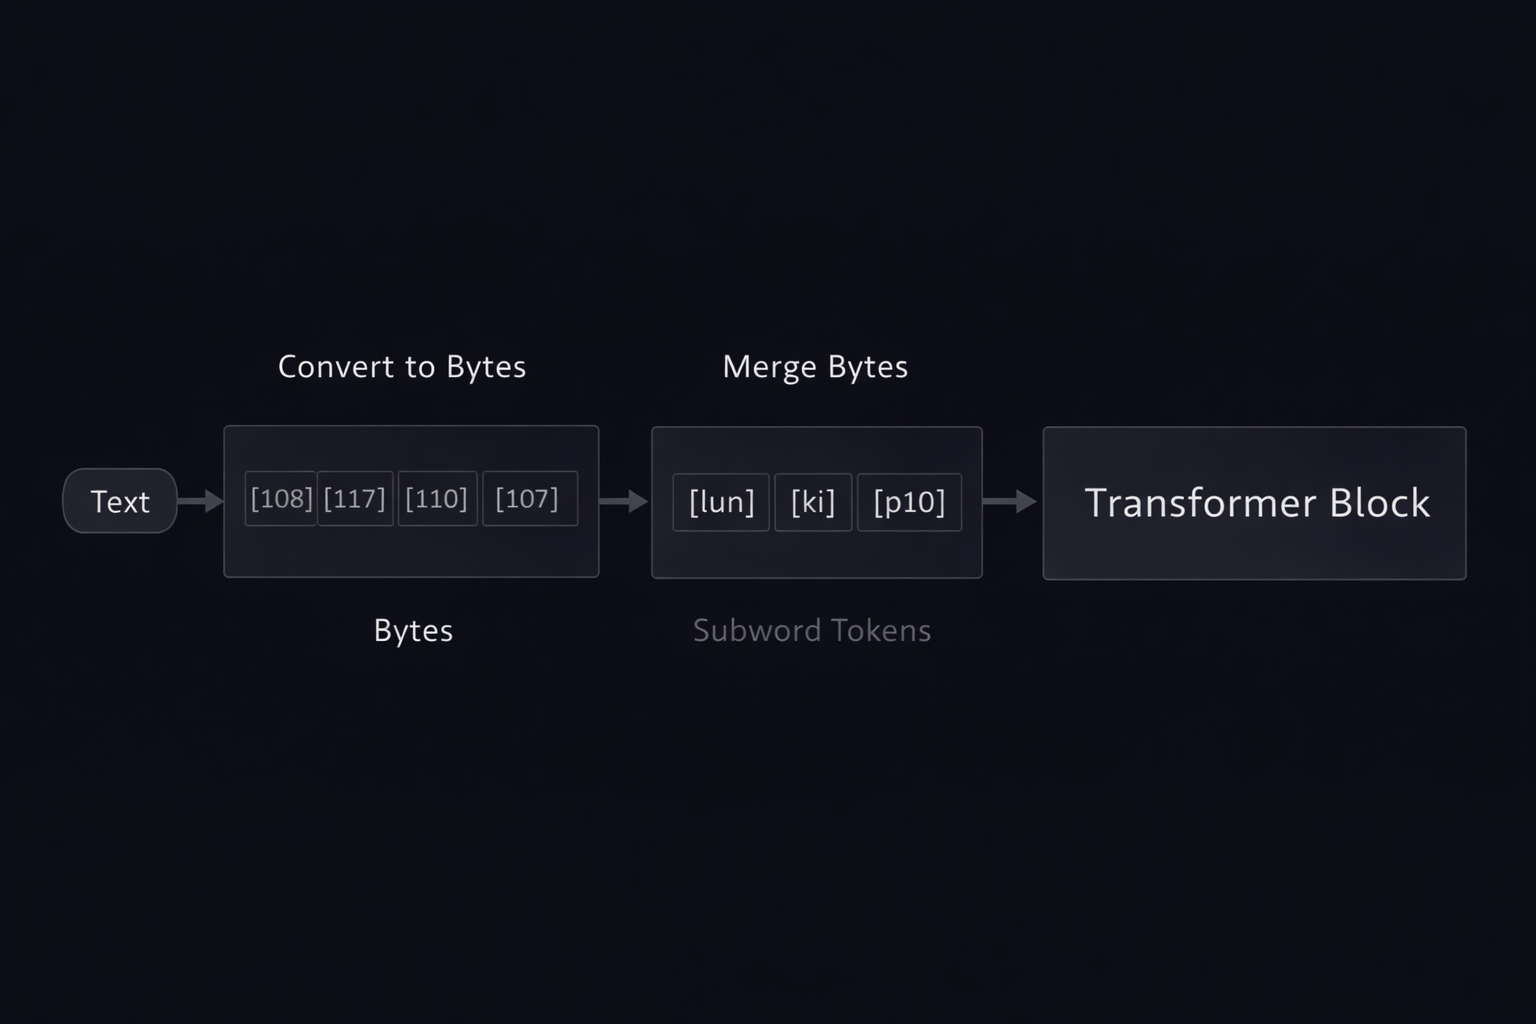 Convert to Bytes
Merge Bytes
Text
[108] [117] [110] [107]
[lun] [ki] [p10]
Transformer Block
Bytes
Subword Tokens